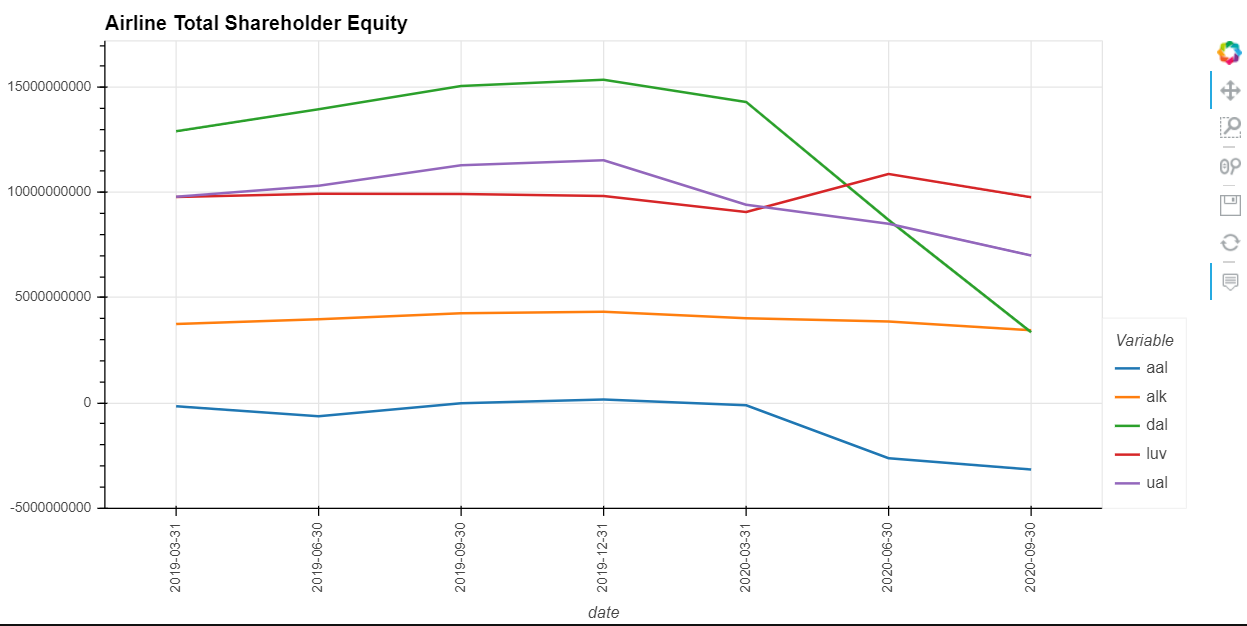 Airline Total Shareholder Equity
15000000000
10000000000
5000000000
0
-5000000000
2019-03-31
2019-06-30
2019-09-30
2019-12-31
2020-03-31
2020-06-30
2020-09-30
date
Variable
aal
alk
dal
luv
ual